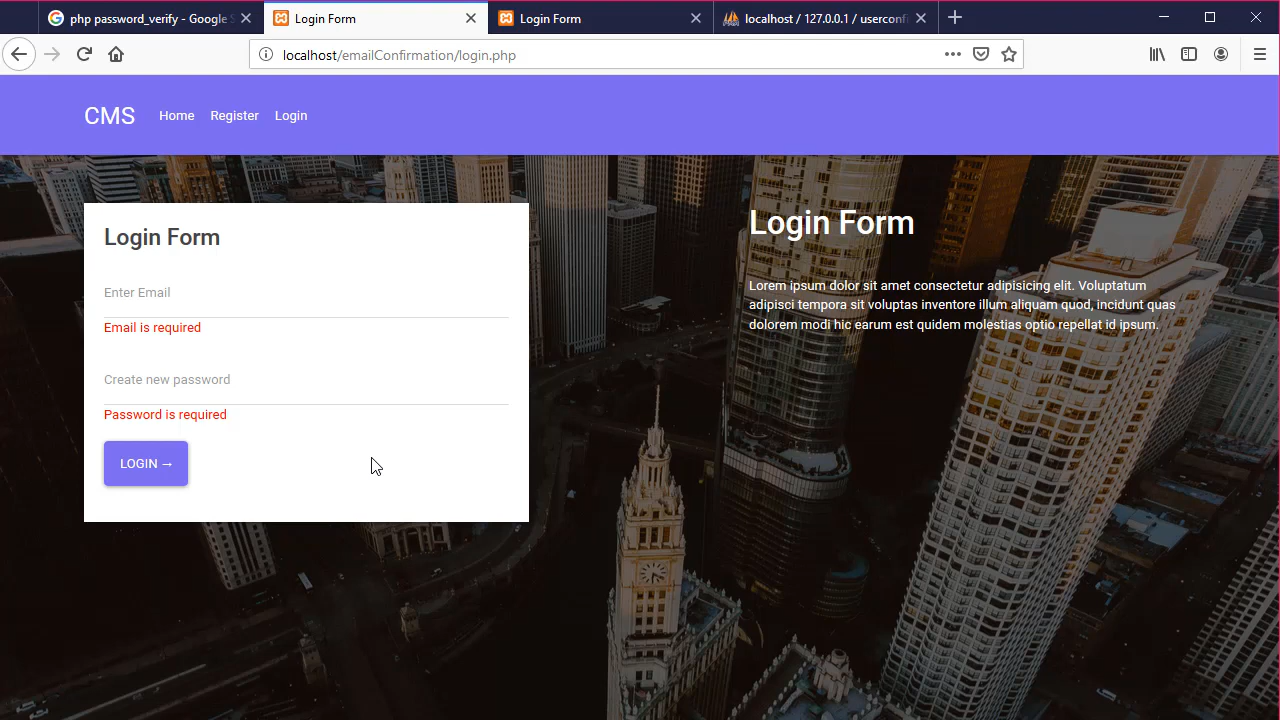 php password_verify - Google S
Login Form
Login Form
localhost / 127.0.0.1 / userconfi
localhost/emailConfirmation/login.php
CMS Home Register Login
Login Form
Enter Email
Email is required
Create new password
Password is required
LOGIN →
Login Form
Lorem ipsum dolor sit amet consectetur adipisicing elit. Voluptatum
adipisci tempora sit voluptas inventore illum aliquam quod, incidunt quas
dolorem modi hic earum est quidem molestias optio repellat id ipsum.